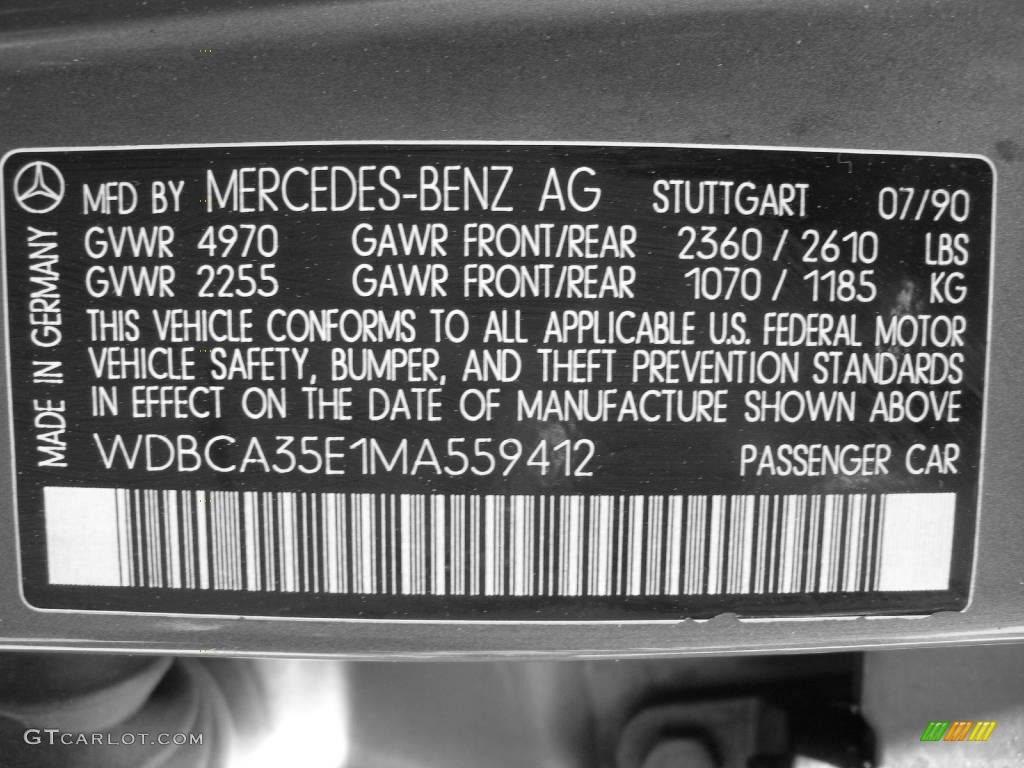 MFD BY MERCEDES-BENZ AG STUTTGART 07/90
GVWR 4970 GAWR FRONT/REAR 2360 / 2610 LBS
GVWR 2255 GAWR FRONT/REAR 1070 / 1185 KG
THIS VEHICLE CONFORMS TO ALL APPLICABLE U.S. FEDERAL MOTOR
VEHICLE SAFETY, BUMPER, AND THEFT PREVENTION STANDARDS
IN EFFECT ON THE DATE OF MANUFACTURE SHOWN ABOVE
WDBCA35E1MA559412 PASSENGER CAR
MADE IN GERMANY
GTCARLOT.COM